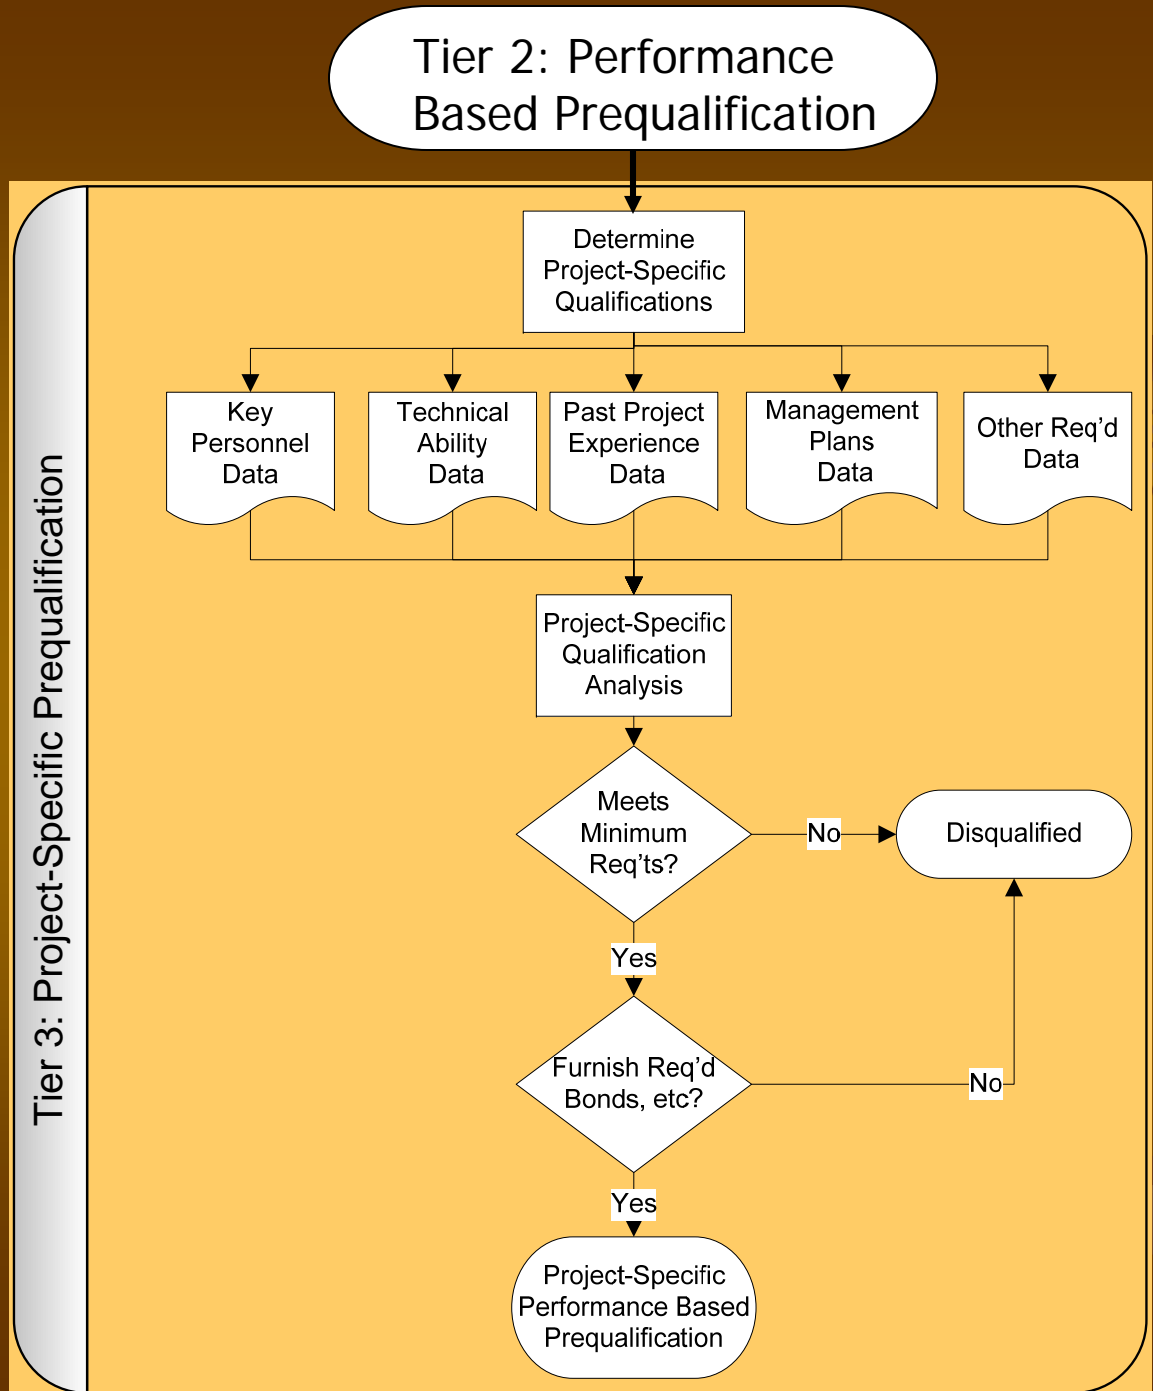 Tier 2: Performance
Based Prequalification
Tier 3: Project-Specific Prequalification
Determine
Project-Specific
Qualifications
Key
Personnel
Data
Technical
Ability
Data
Past Project
Experience
Data
Management
Plans
Data
Other Req’d
Data
Project-Specific
Qualification
Analysis
Meets
Minimum
Req’ts?
No
Disqualified
Yes
Furnish Req’d
Bonds, etc?
No
Yes
Project-Specific
Performance Based
Prequalification